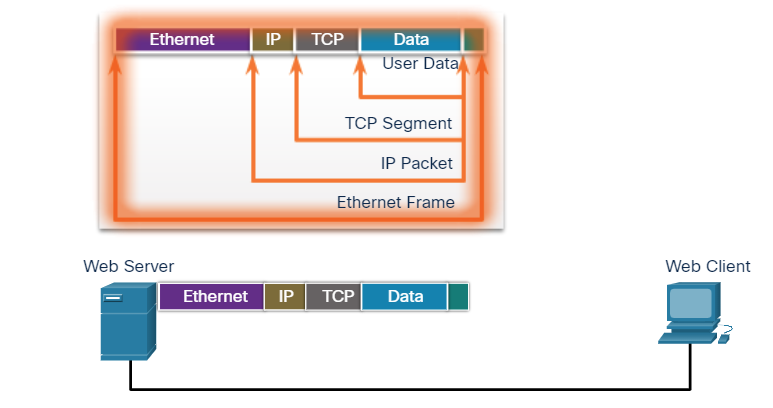 Ethernet IP TCP Data
User Data
TCP Segment
IP Packet
Ethernet Frame
Web Server
Web Client
Ethernet IP TCP Data